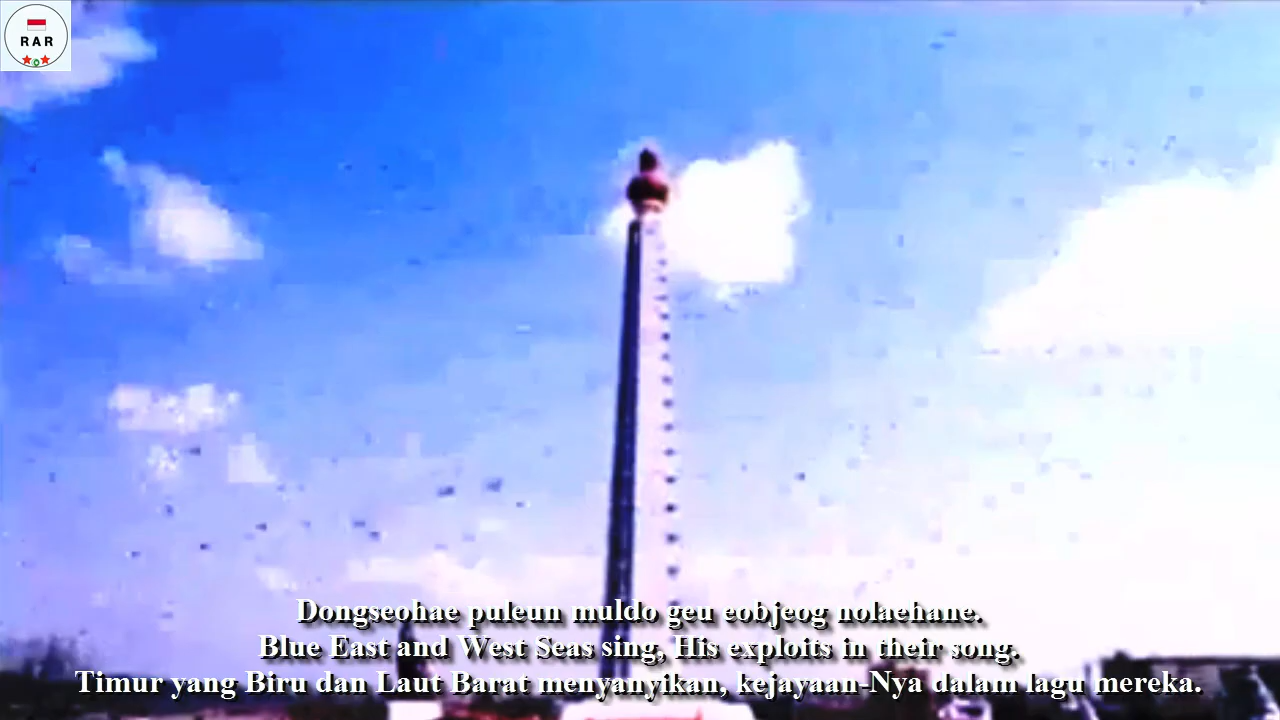 RAR
Dongseohae puleun muldo geu eobjeog nolaehane.
Blue East and West Seas sing, His exploits in their song.
Timur yang Biru dan Laut Barat menyanyikan, kejayaan-Nya dalam lagu mereka.